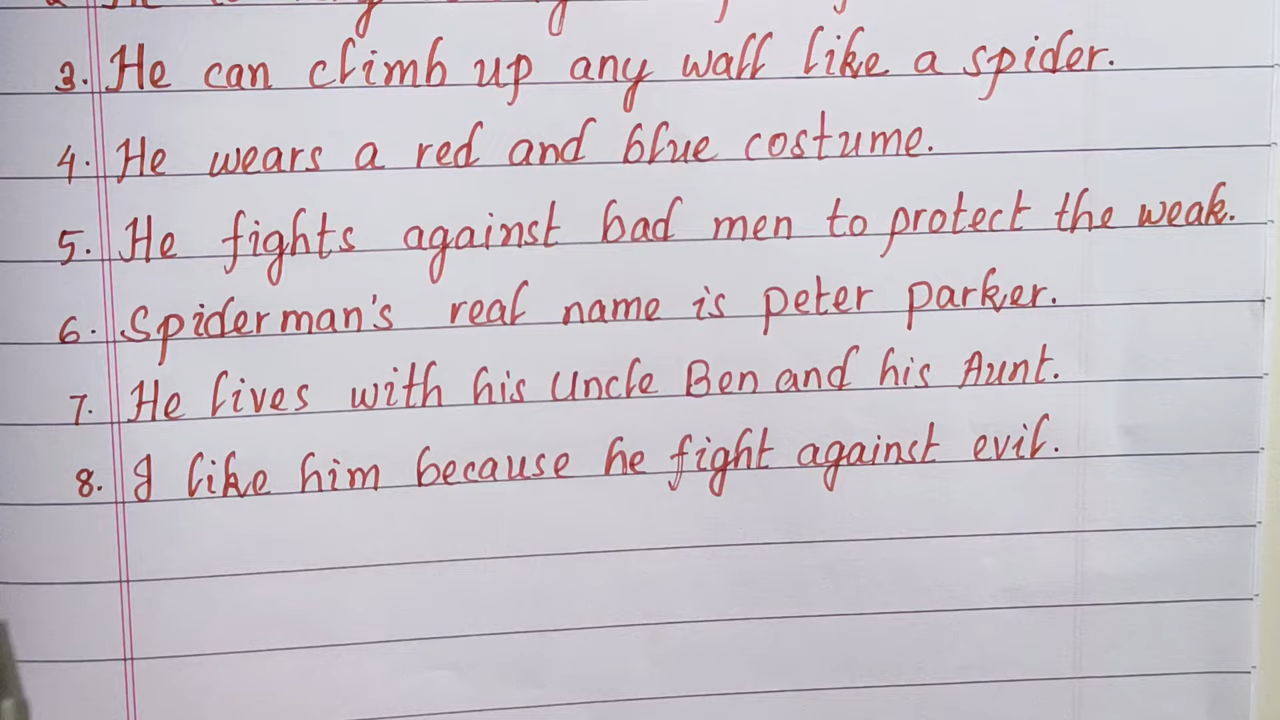 3. He can climb up any wall like a spider.
4. He wears a red and blue costume.
5. He fights against bad men to protect the weak.
6. Spiderman's real name is peter parker.
7. He lives with his Uncle Ben and his Aunt.
8. I like him because he fight against evil.